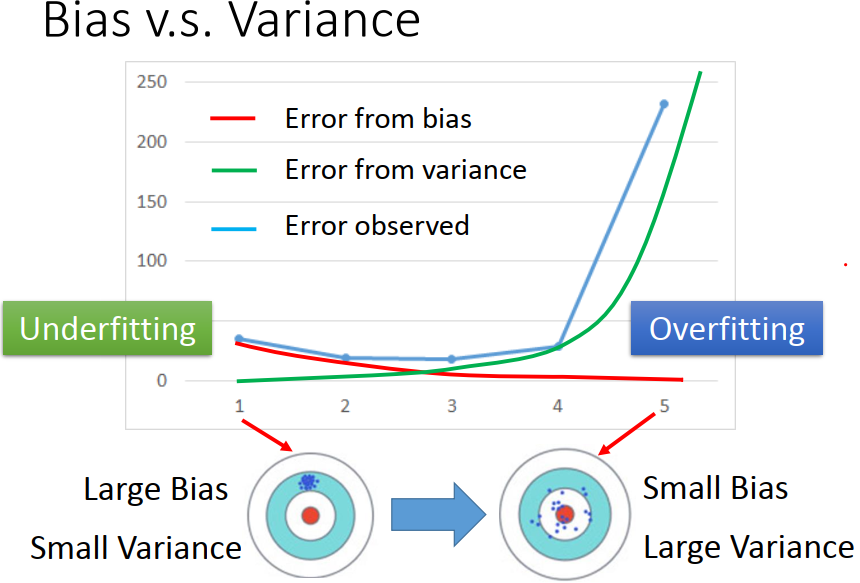 Bias v.s. Variance
250
Error from bias
200
Error from variance
150
Error observed
100
Underfitting
Overfitting
0
1 2 3 4 5
Large Bias
Small Variance
Small Bias
Large Variance